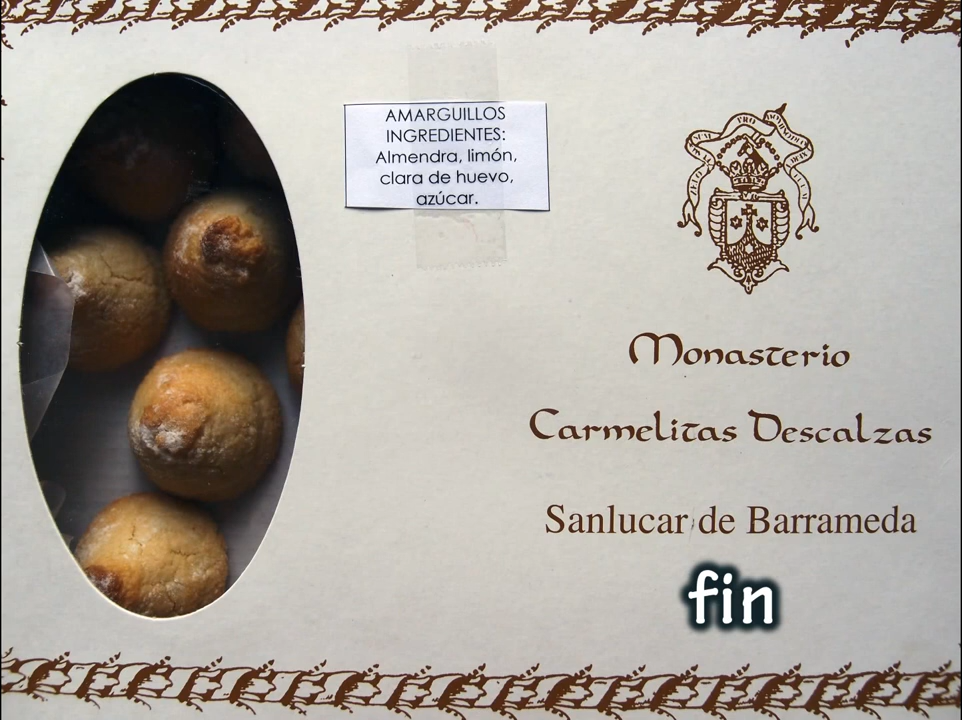 AMARGUILLOS
INGREDIENTES:
Almendra, limón,
clara de huevo,
azúcar.
Monasterio
Carmelitas Descalzas
Sanlucar de Barrameda
fin